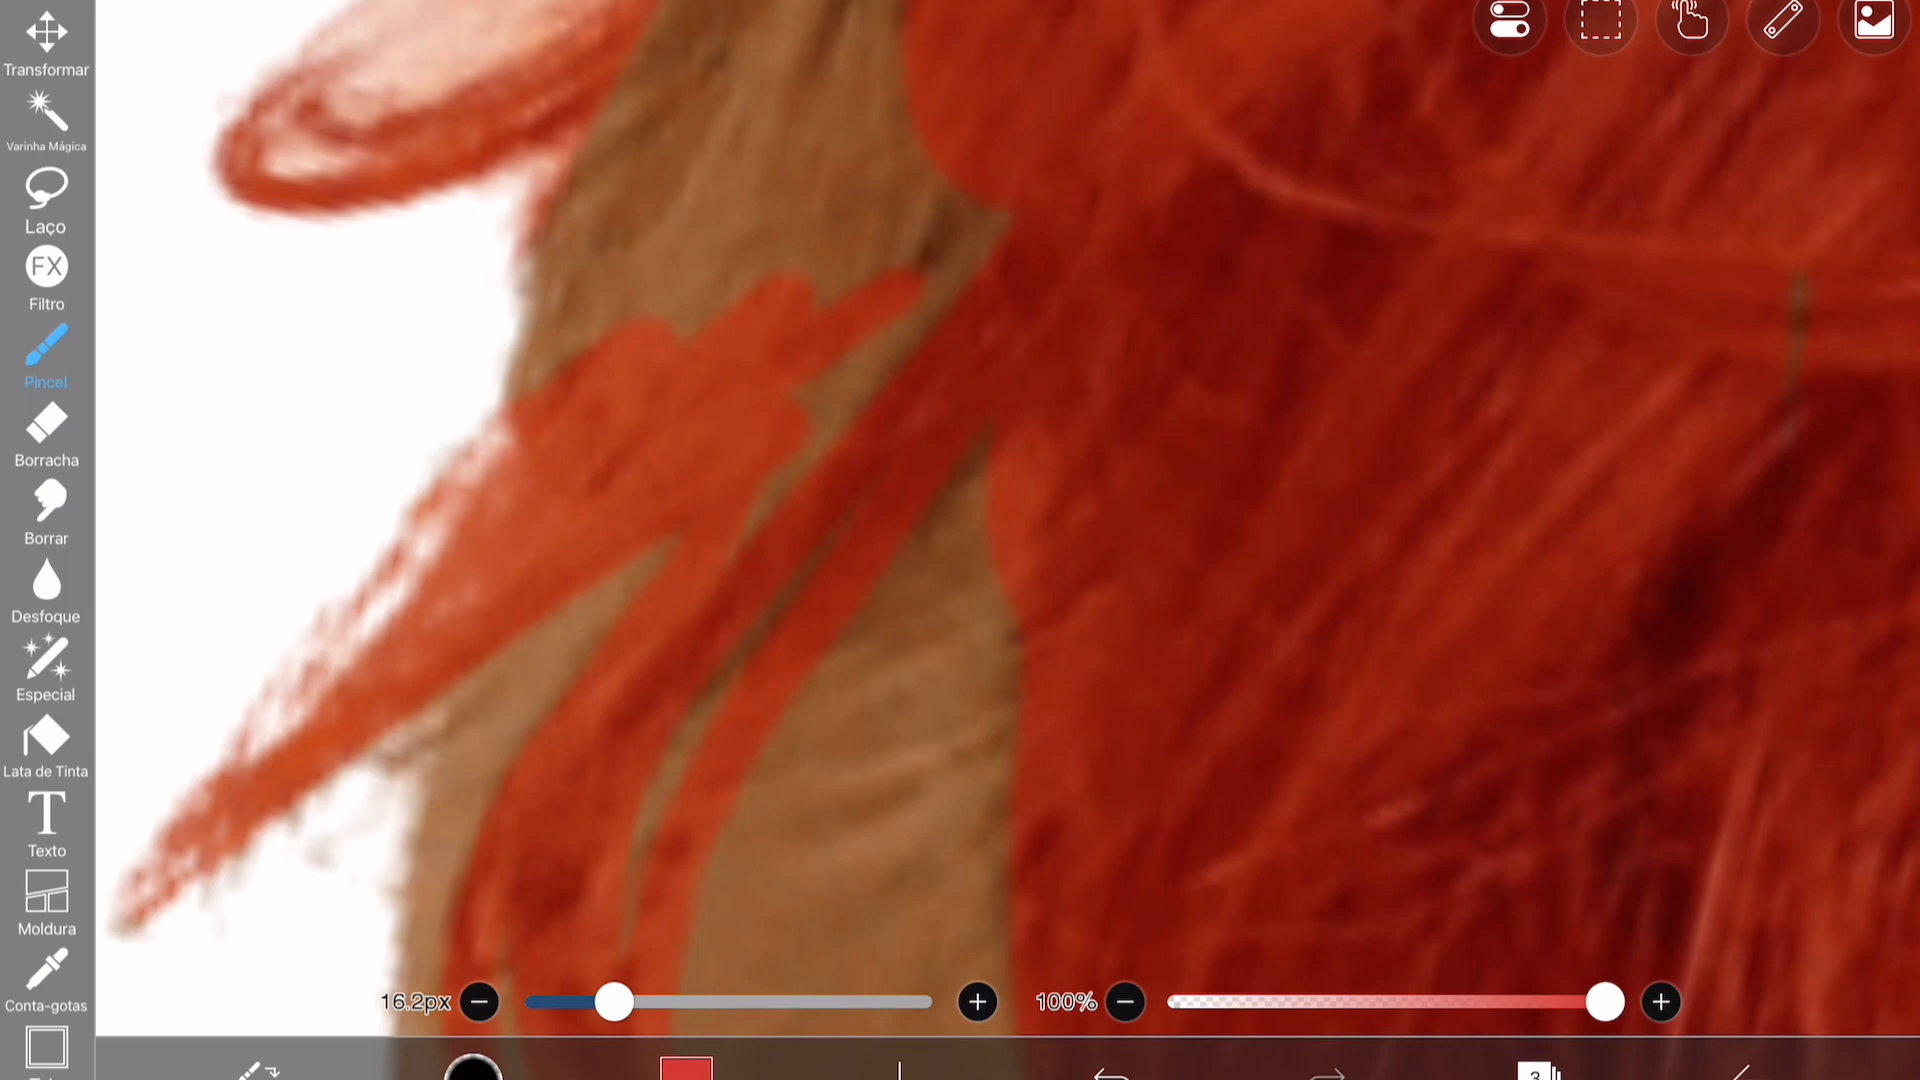 Transformar
Varinha Mágica
Laço
FX
Filtro
Pincel
Borracha
Borrar
Desfoque
Especial
Lata de Tinta
T
Texto
Moldura
Conta-gotas
16.2px
100%
3